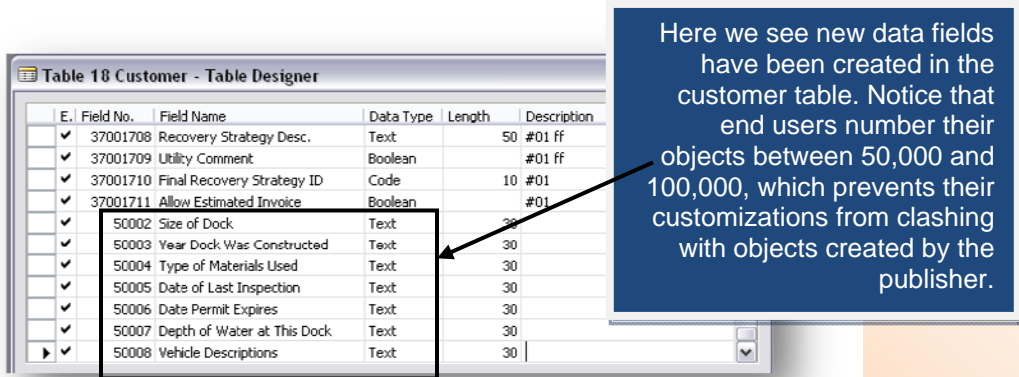 Here we see new data fields
have been created in the
customer table. Notice that
end users number their
objects between 50,000 and
100,000, which prevents their
customizations from clashing
with objects created by the
publisher.
Table 18 Customer - Table Designer
E. Field No. Field Name Data Type Length Description
37001708 Recovery Strategy Desc. Text 50 #01 ff
37001709 Utility Comment Boolean #01 ff
37001710 Final Recovery Strategy ID Code 10 #01
37001711 Allow Estimated Invoice Boolean #01
50002 Size of Dock Text 30
50003 Year Dock Was Constructed Text 30
50004 Type of Materials Used Text 30
50005 Date of Last Inspection Text 30
50006 Date Permit Expires Text 30
50007 Depth of Water at This Dock Text 30
50008 Vehicle Descriptions Text 30